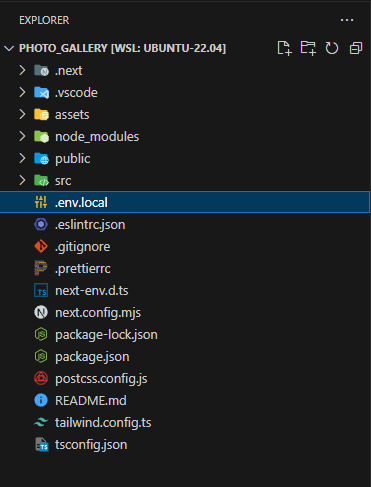 EXPLORER
PHOTO_GALLERY [WSL: UBUNTU-22.04]
.next
.vscode
assets
node_modules
public
src
.env.local
.eslintrc.json
.gitignore
.prettierrc
next-env.d.ts
next.config.mjs
package-lock.json
package.json
postcss.config.js
README.md
tailwind.config.ts
tsconfig.json